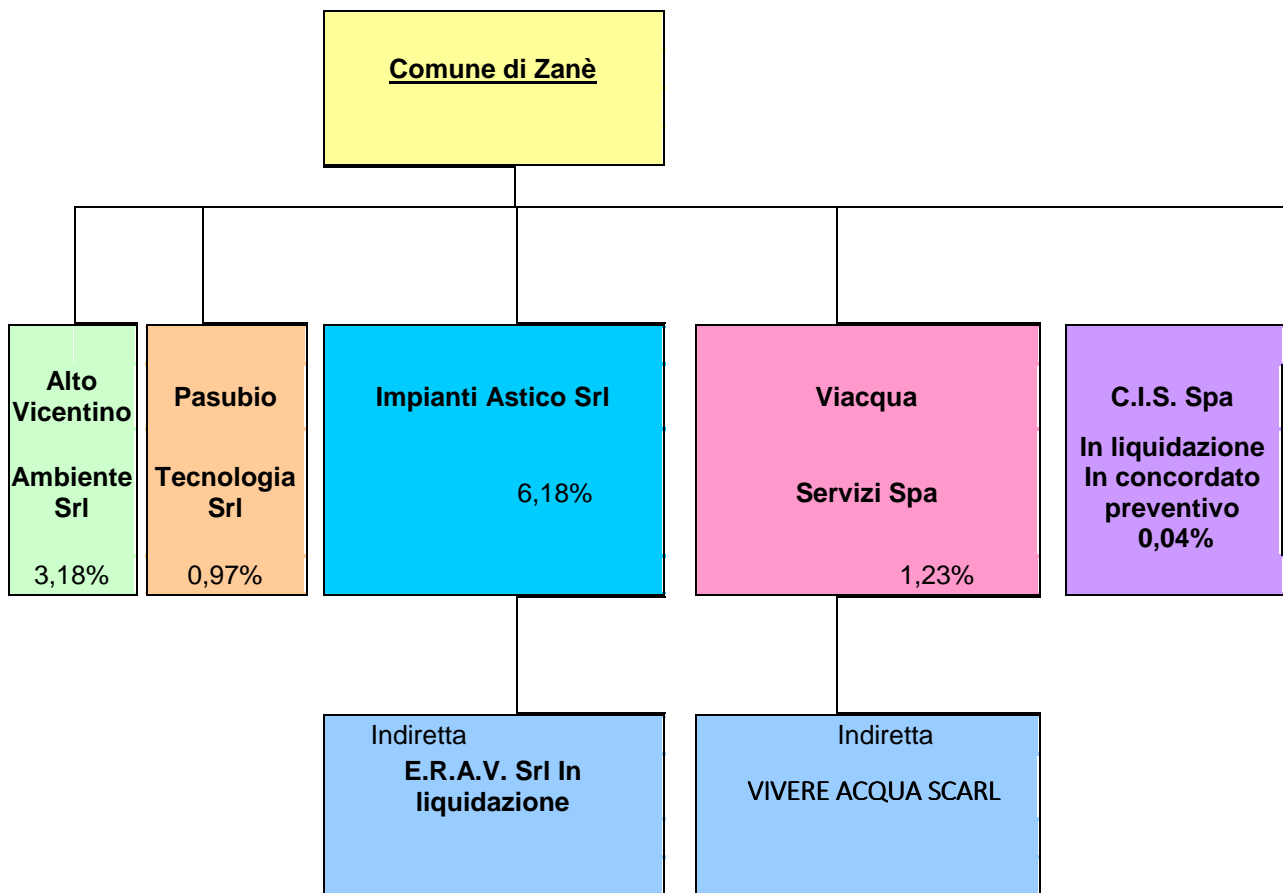 Comune di Zanè
Alto
Vicentino
Ambiente
Srl
3,18%
Pasubio
Tecnologia
Srl
0,97%
Impianti Astico Srl
6,18%
Viacqua
Servizi Spa
1,23%
C.I.S. Spa
In liquidazione
In concordato
preventivo
0,04%
Indiretta
E.R.A.V. Srl In
liquidazione
Indiretta
VIVERE ACQUA SCARL